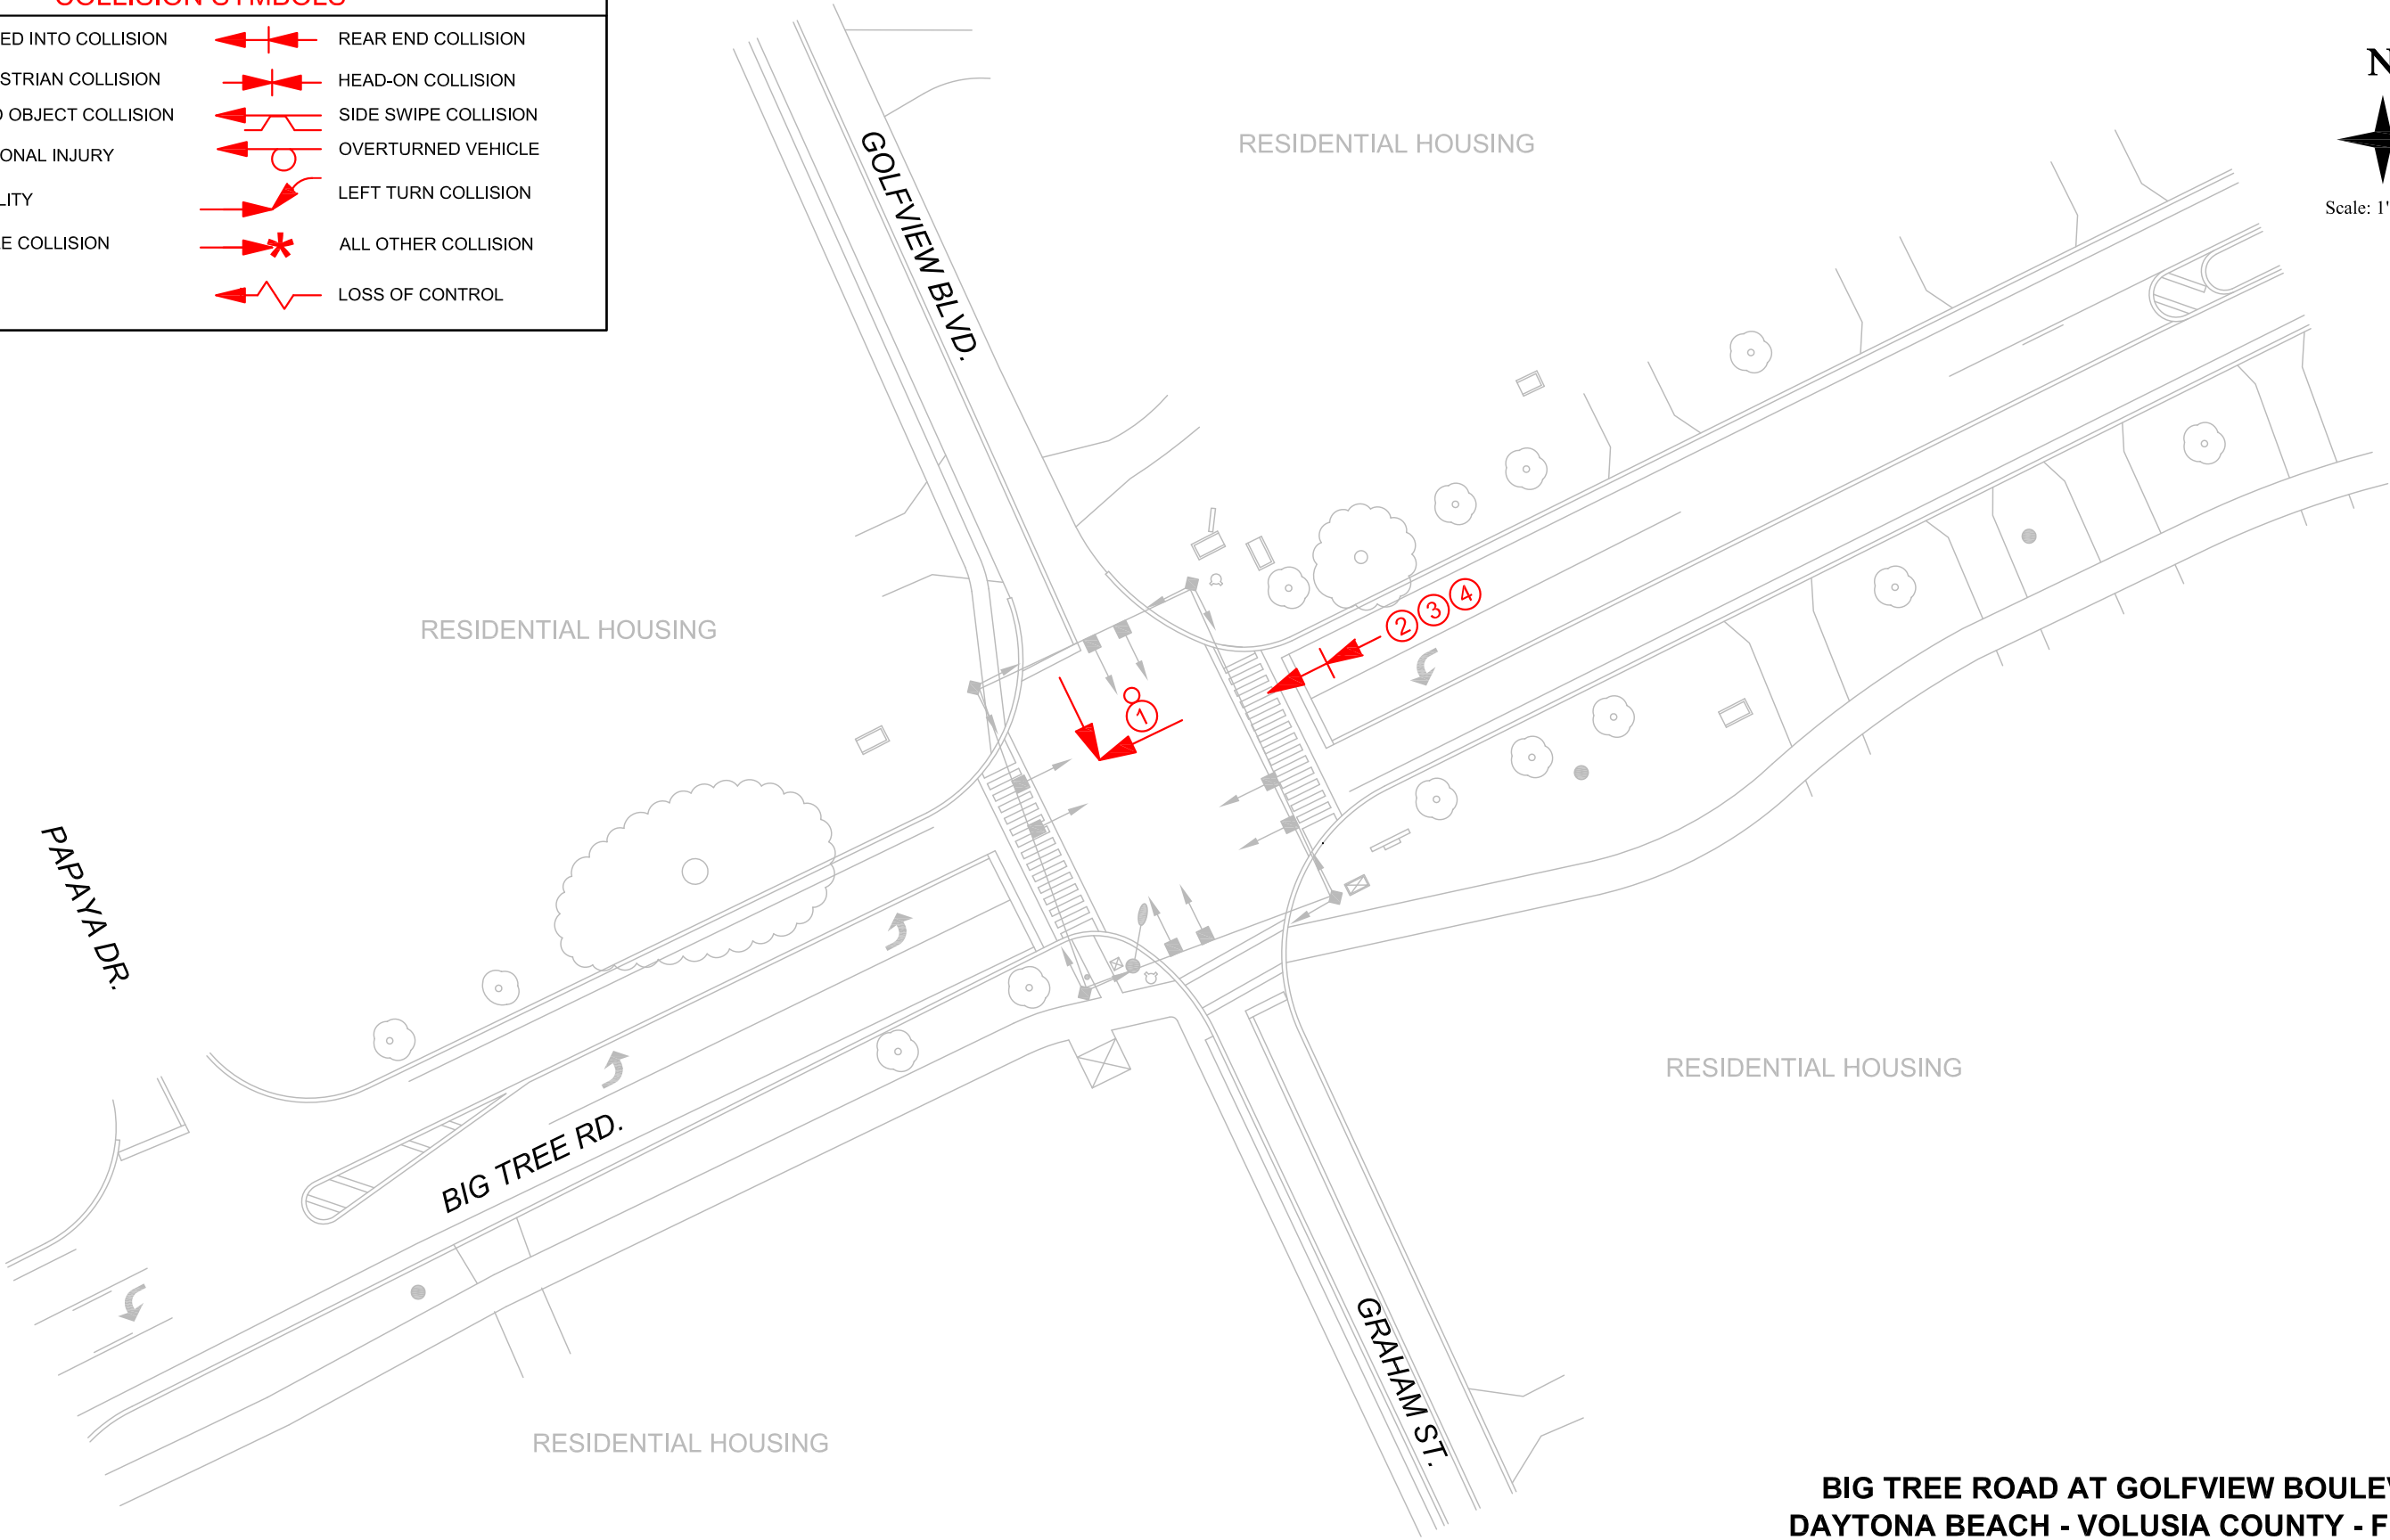 COLLISION SYMBOLS
ED INTO COLLISION
REAR END COLLISION
STRIAN COLLISION
HEAD-ON COLLISION
OBJECT COLLISION
SIDE SWIPE COLLISION
ONAL INJURY
OVERTURNED VEHICLE
LITY
LEFT TURN COLLISION
E COLLISION
ALL OTHER COLLISION
LOSS OF CONTROL
N
Scale: 1"
RESIDENTIAL HOUSING
GOLFVIEW BLVD.
RESIDENTIAL HOUSING
2 3 4
1
PAPAYA DR.
BIG TREE RD.
RESIDENTIAL HOUSING
GRAHAM ST.
RESIDENTIAL HOUSING
BIG TREE ROAD AT GOLFVIEW BOULEV
DAYTONA BEACH - VOLUSIA COUNTY - F